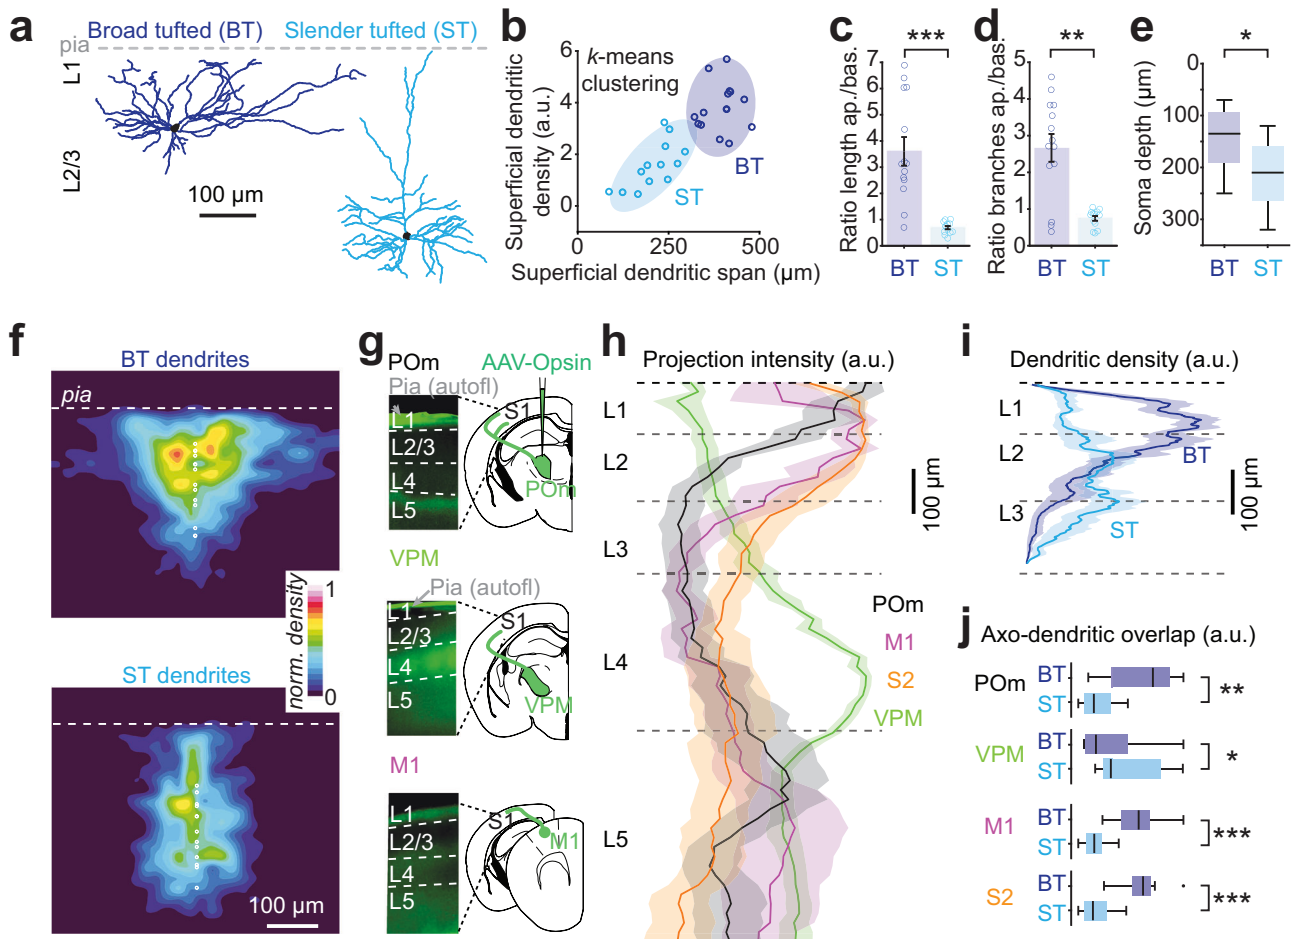 a
Broad tufted (BT)
Slender tufted (ST)
pia
L1
L2/3
100 µm
b
k-means
clustering
Superficial dendritic
density (a.u.)
6
4
2
0
BT
ST
0
250
500
Superficial dendritic span (µm)
c
***
Ratio length ap./bas.
7
6
5
4
3
2
1
0
BT
ST
d
**
Ratio branches ap./bas.
5
4
3
2
1
0
BT
ST
e
*
Soma depth (µm)
0
100
200
300
BT
ST
f
BT dendrites
pia
norm. density
1
0
ST dendrites
100 µm
g
POm
AAV-Opsin
Pia (autofl)
S1
L1
L2/3
L4
L5
POm
VPM
Pia (autofl)
S1
L1
L2/3
L4
L5
VPM
M1
S1
L1
L2/3
L4
L5
M1
h
Projection intensity (a.u.)
L1
L2
L3
L4
L5
100 µm
POm
M1
S2
VPM
i
Dendritic density (a.u.)
L1
L2
L3
BT
ST
100 µm
j
Axo-dendritic overlap (a.u.)
POm
BT
ST
**
VPM
BT
ST
*
M1
BT
ST
***
S2
BT
ST
***